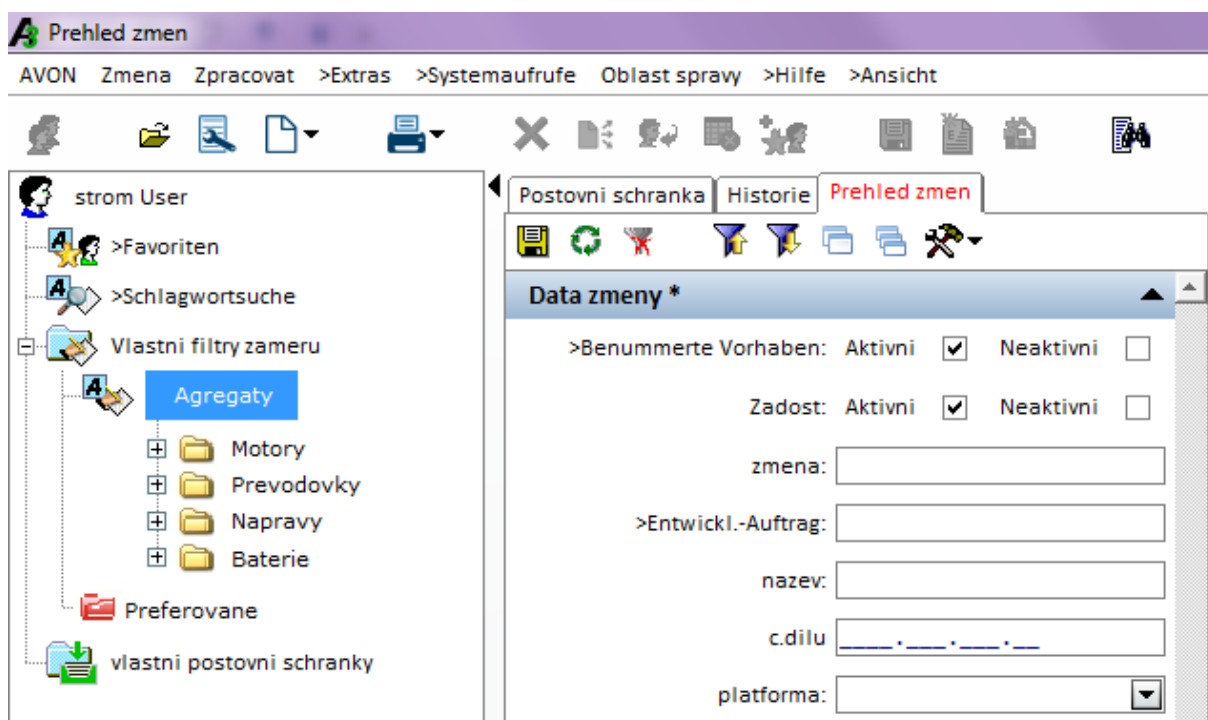 Prehled zmen
AVON Zmena Zpracovat >Extras >Systemaufrufe Oblast spravy >Hilfe >Ansicht
strom User
>Favoriten
>Schlagwortsuche
Vlastni filtry zameru
Agregaty
Motory
Prevodovky
Napravy
Baterie
Preferovane
vlastni postovni schranky
Postovni schranka Historie Prehled zmen
Data zmeny *
>Benummerte Vorhaben: Aktivni Neaktivni
Zadost: Aktivni Neaktivni
zmena:
>Entwickl.-Auftrag:
nazev:
c.dilu ____.___.___.__
platforma: